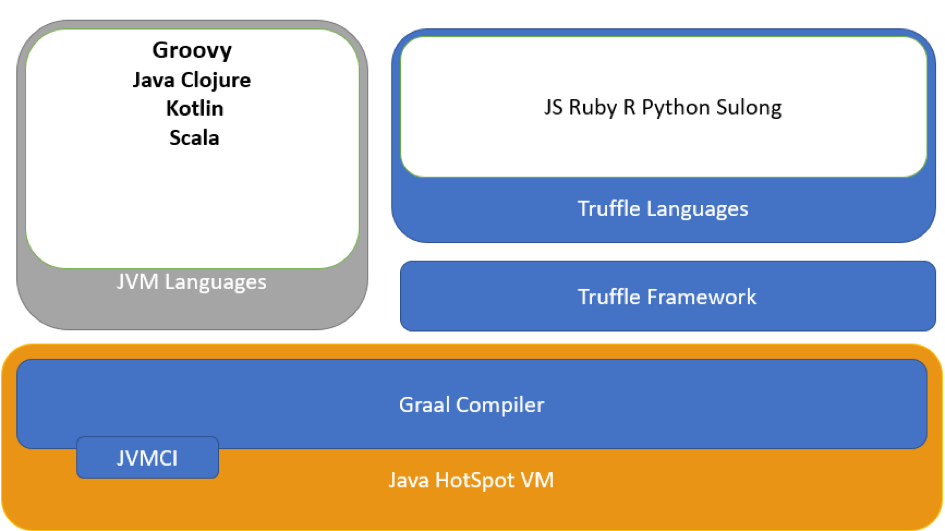 Groovy
Java Clojure
Kotlin
Scala
JVM Languages
JS Ruby R Python Sulong
Truffle Languages
Truffle Framework
Graal Compiler
JVMCI
Java HotSpot VM